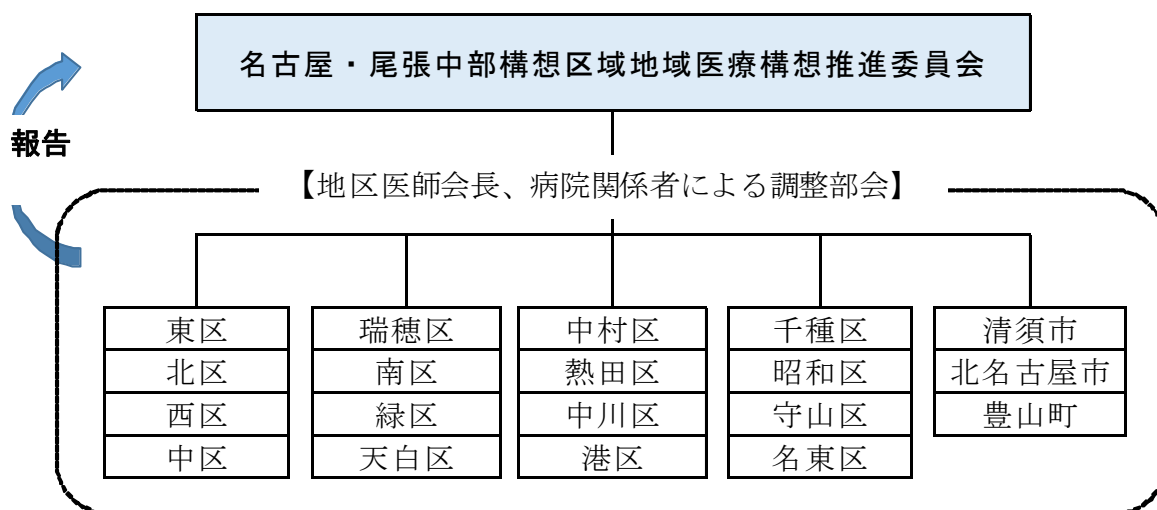 名古屋・尾張中部構想区域地域医療構想推進委員会
報告
【地区医師会長、病院関係者による調整部会】
東区
北区
西区
中区
瑞穂区
南区
緑区
天白区
中村区
熱田区
中川区
港区
千種区
昭和区
守山区
名東区
清須市
北名古屋市
豊山町